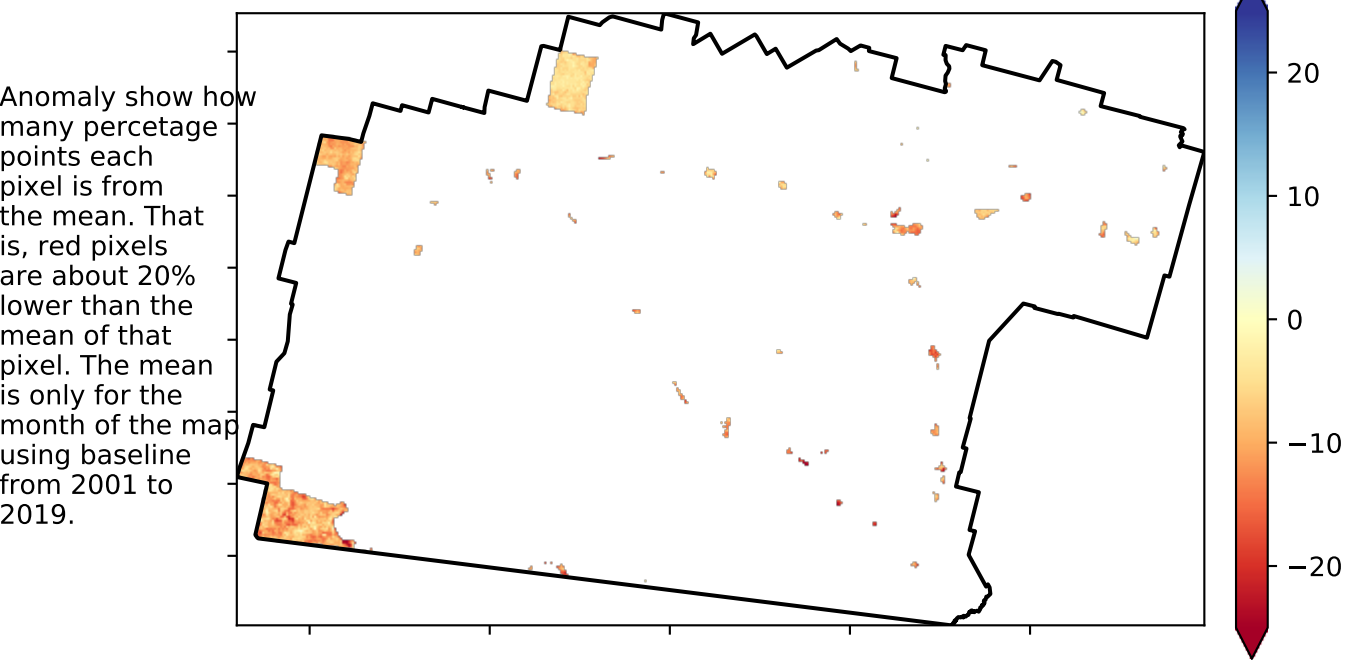 Anomaly show how
many percetage
points each
pixel is from
the mean. That
is, red pixels
are about 20%
lower than the
mean of that
pixel. The mean
is only for the
month of the map
using baseline
from 2001 to
2019.
20
10
0
−10
−20